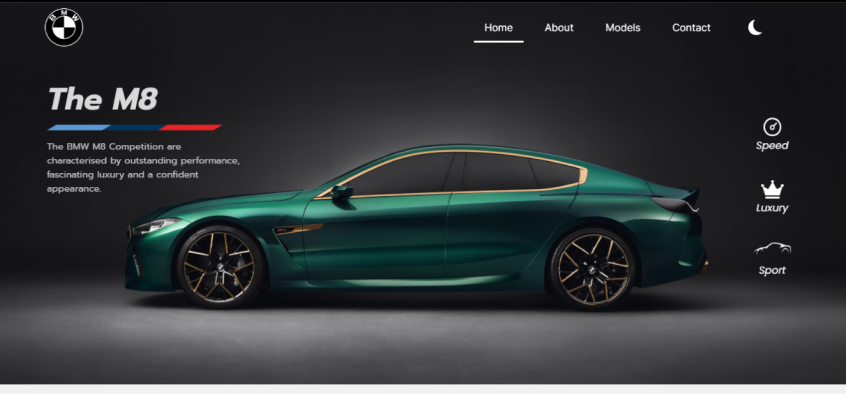 BMW
Home
About
Models
Contact
The M8
The BMW M8 Competition are
characterised by outstanding performance,
fascinating luxury and a confident
appearance.
Speed
Luxury
Sport